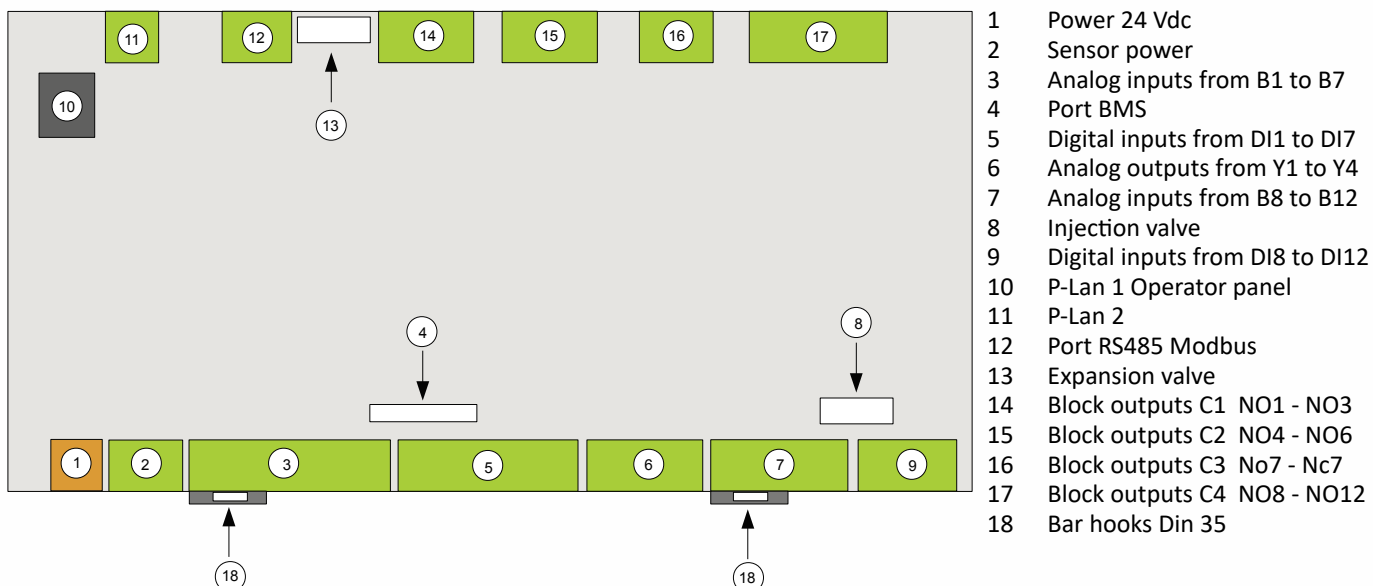 11
12
14
15
16
17
10
13
4
8
1
2
3
5
6
7
9
18
18
1 Power 24 Vdc
2 Sensor power
3 Analog inputs from B1 to B7
4 Port BMS
5 Digital inputs from DI1 to DI7
6 Analog outputs from Y1 to Y4
7 Analog inputs from B8 to B12
8 Injection valve
9 Digital inputs from DI8 to DI12
10 P-Lan 1 Operator panel
11 P-Lan 2
12 Port RS485 Modbus
13 Expansion valve
14 Block outputs C1 NO1 - NO3
15 Block outputs C2 NO4 - NO6
16 Block outputs C3 No7 - Nc7
17 Block outputs C4 NO8 - NO12
18 Bar hooks Din 35